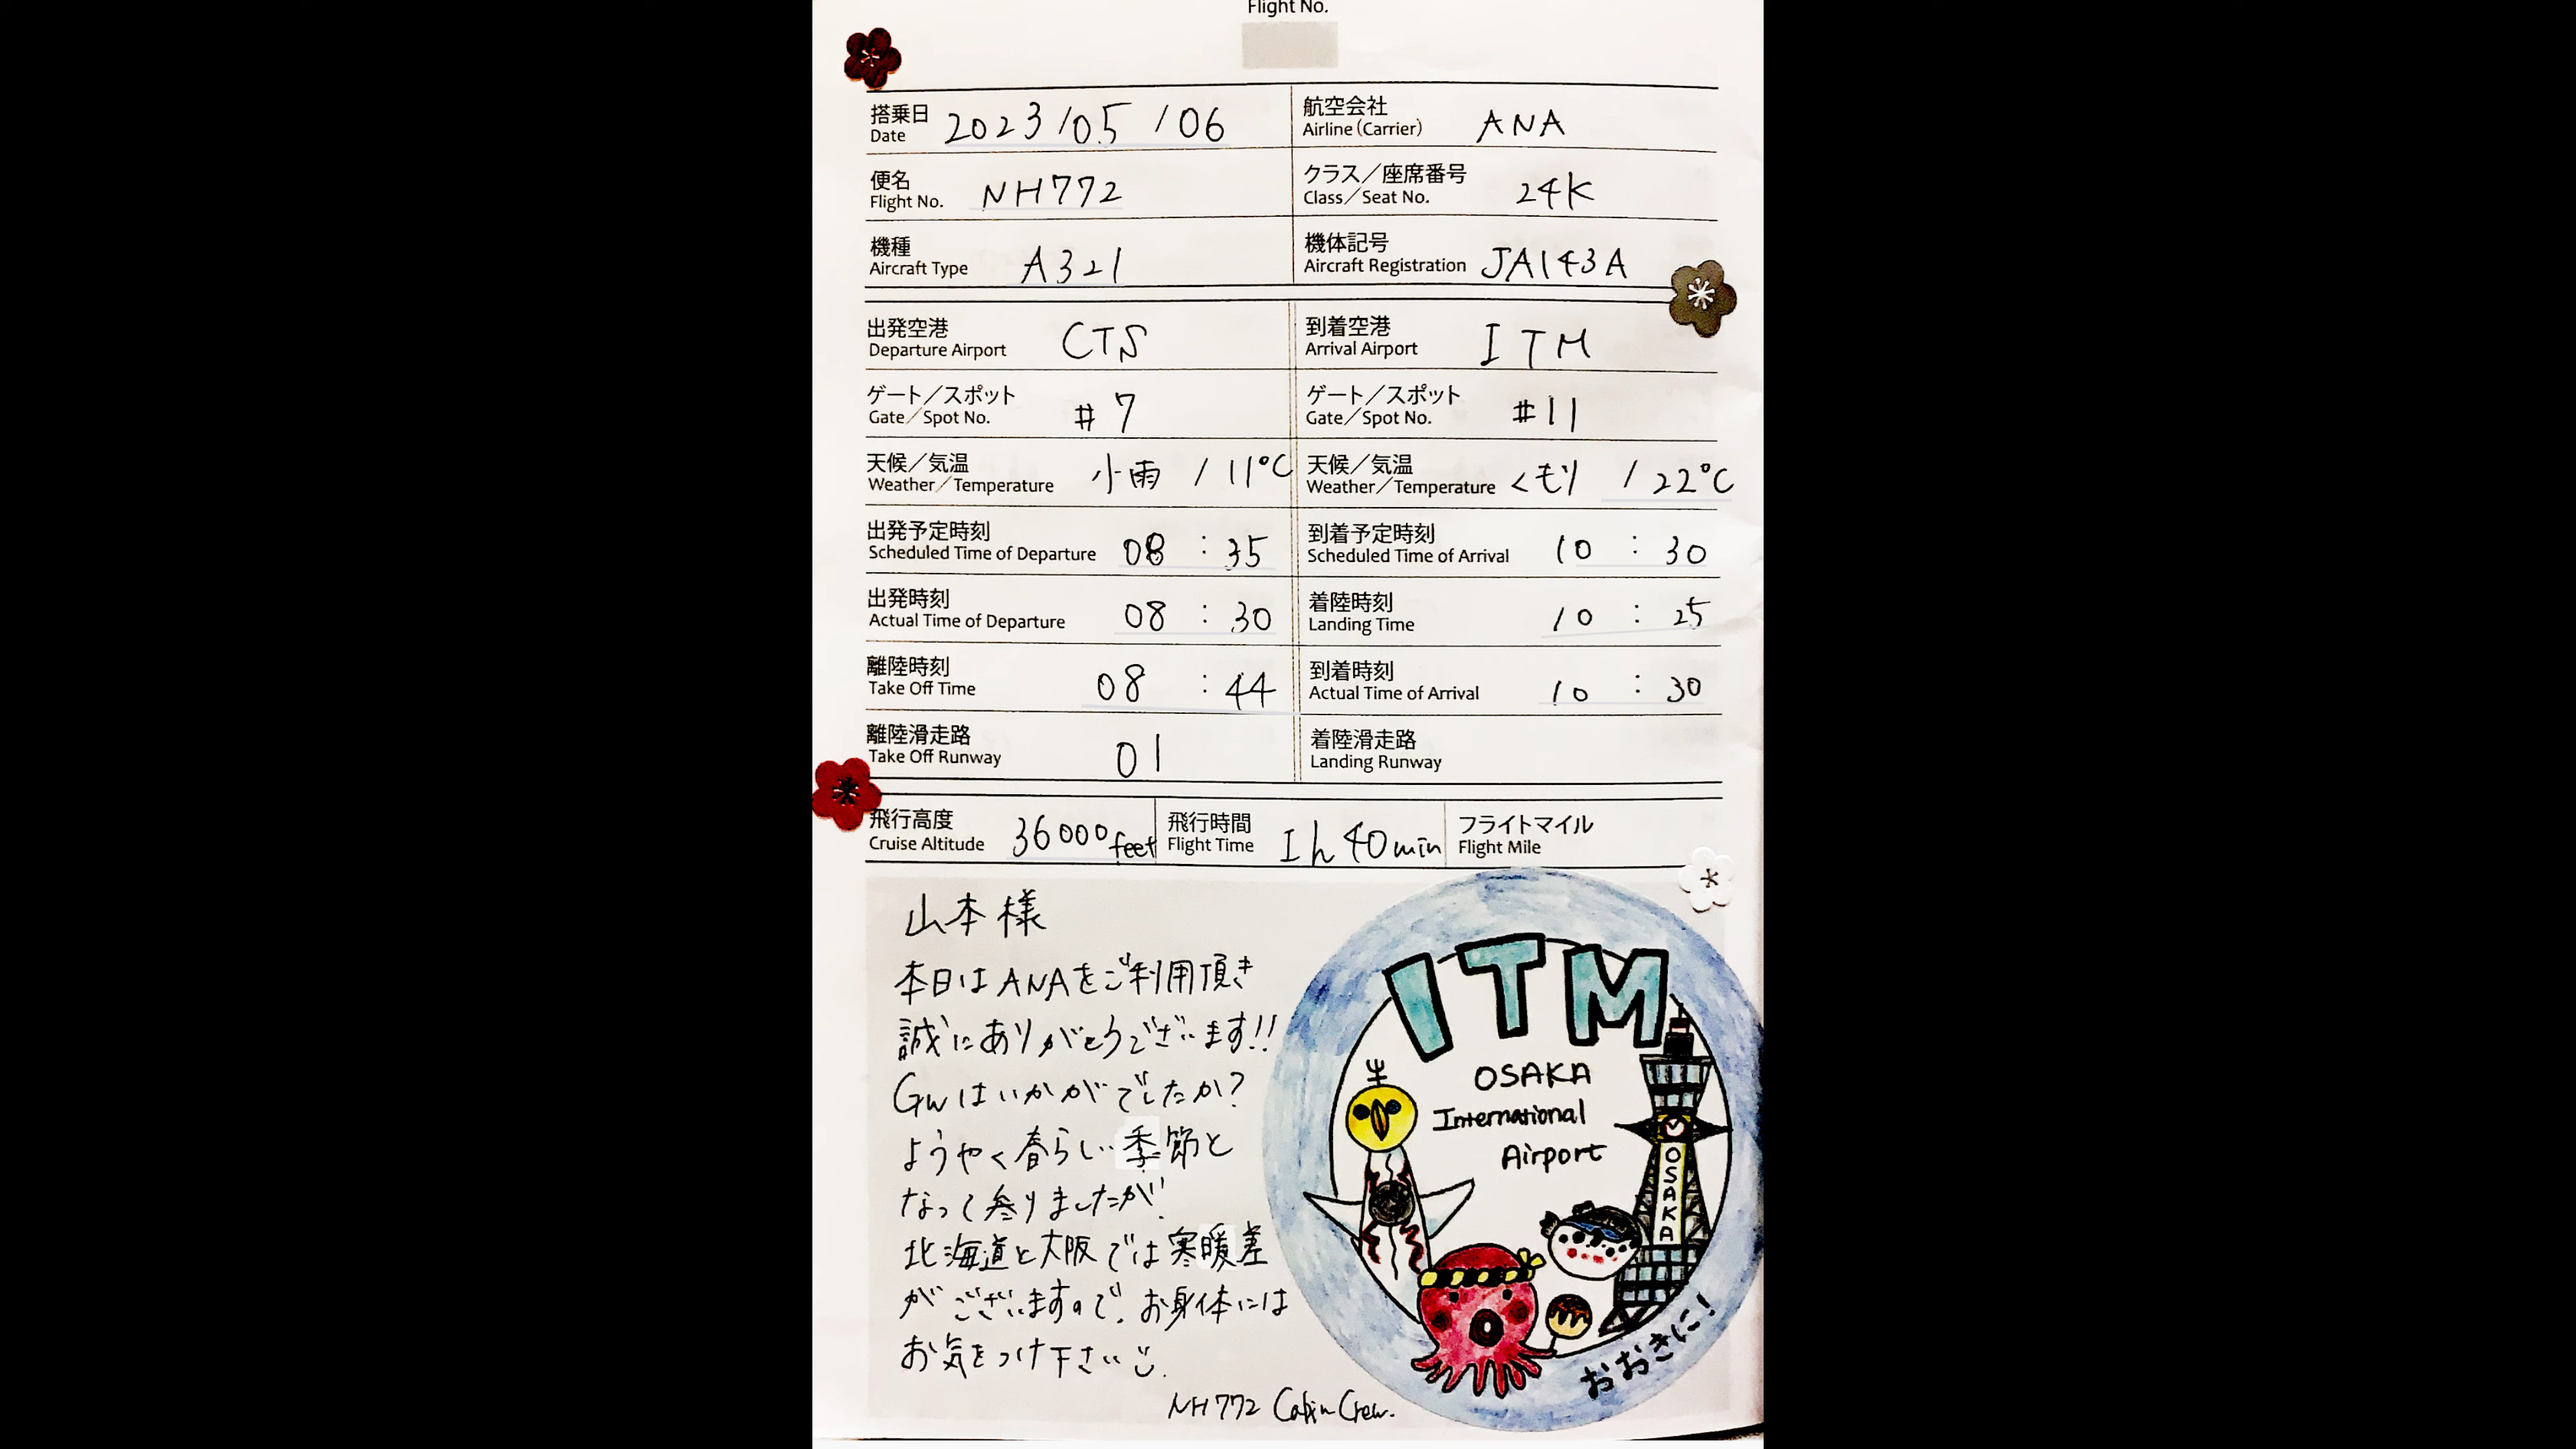 Flight No.
搭乗日
Date 2023/05/06
航空会社
Airline (Carrier) ANA
便名
Flight No. NH772
クラス/座席番号
Class/Seat No. 24K
機種
Aircraft Type A321
機体記号
Aircraft Registration JA143A
出発空港
Departure Airport CTS
到着空港
Arrival Airport ITM
ゲート/スポット
Gate/Spot No. #7
ゲート/スポット
Gate/Spot No. #11
天候/気温
Weather/Temperature 小雨 / 11°C
天候/気温
Weather/Temperature くもり / 22°C
出発予定時刻
Scheduled Time of Departure 08:35
到着予定時刻
Scheduled Time of Arrival 10:30
出発時刻
Actual Time of Departure 08:30
着陸時刻
Landing Time 10:25
離陸時刻
Take Off Time 08:44
到着時刻
Actual Time of Arrival 10:30
離陸滑走路
Take Off Runway 01
着陸滑走路
Landing Runway
飛行高度
Cruise Altitude 36000feet
飛行時間
Flight Time 1h40min
フライトマイル
Flight Mile
山本様
本日はANAをご利用頂き
誠にありがとうございます!!
GWはいかがでしたか?
ようやく春らしい季節と
なって参りましたが、
北海道と大阪では寒暖差
がございますので、お身体には
お気をつけ下さい
NH772 Cabin Crew.
ITM
OSAKA
International
Airport
OSAKA
おおきに!